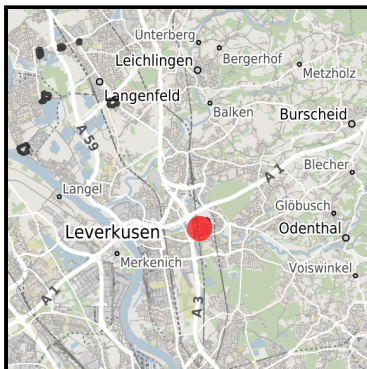 Unterberg
Bergerhof
Leichlingen
Metzholz
Langenfeld
Balken
Burscheid
A 59
Blecher
A 1
Langel
Glöbusch
Leverkusen
Odenthal
Merkenich
Voiswinkel
A 1
A 3